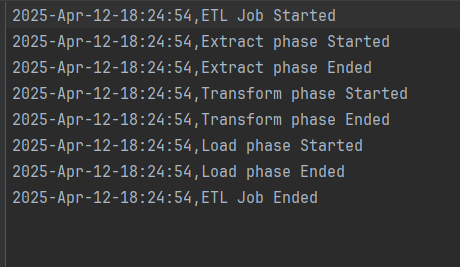 2025-Apr-12-18:24:54,ETL Job Started
2025-Apr-12-18:24:54,Extract phase Started
2025-Apr-12-18:24:54,Extract phase Ended
2025-Apr-12-18:24:54,Transform phase Started
2025-Apr-12-18:24:54,Transform phase Ended
2025-Apr-12-18:24:54,Load phase Started
2025-Apr-12-18:24:54,Load phase Ended
2025-Apr-12-18:24:54,ETL Job Ended